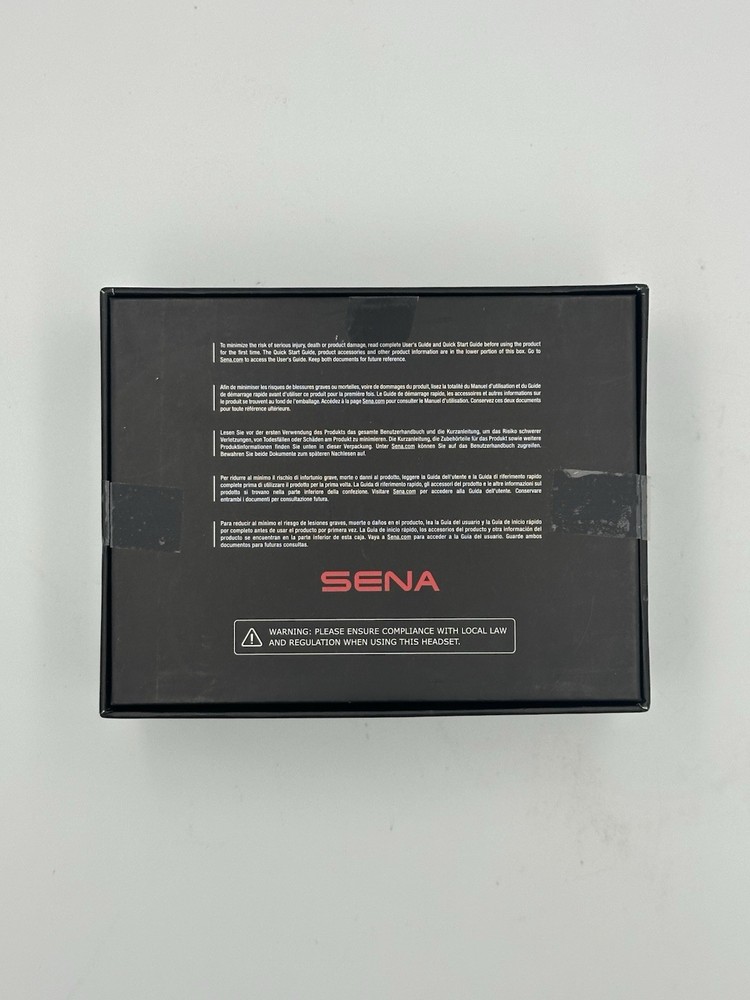 To minimize the risk of serious injury, death or product damage, read complete User's Guide and Quick Start Guide before using the product
for the first time. The Quick Start Guide, product accessories and other product information are in the lower portion of this box. Go to
Sena.com to access the User's Guide. Keep both documents for future reference.
Afin de minimiser les risques de blessures graves ou mortelles, voire de dommages du produit, lisez la totalité du Manuel d'utilisation et du Guide
de démarrage rapide avant d'utiliser ce produit pour la première fois. Le Guide de démarrage rapide, les accessoires et autres informations sur
le produit se trouvent au fond de l'emballage. Accédez à la page Sena.com pour consulter le Manuel d'utilisation. Conservez ces deux documents
pour toute référence ultérieure.
Lesen Sie vor der ersten Verwendung des Produkts das gesamte Benutzerhandbuch und die Kurzanleitung, um das Risiko schwerer
Verletzungen, von Todesfällen oder Schäden am Produkt zu minimieren. Die Kurzanleitung, die Zubehörteile für das Produkt sowie weitere
Produktinformationen finden Sie unten in dieser Verpackung. Unter Sena.com können Sie auf das Benutzerhandbuch zugreifen.
Bewahren Sie beide Dokumente zum späteren Nachlesen auf.
Per ridurre al minimo il rischio di infortunio grave, morte o danni al prodotto, leggere la Guida dell'utente e la Guida di riferimento rapido
complete prima di utilizzare il prodotto per la prima volta. La Guida di riferimento rapido, gli accessori del prodotto e le altre informazioni sul
prodotto si trovano nella parte inferiore della confezione. Visitare Sena.com per accedere alla Guida dell'utente. Conservare
entrambi i documenti per consultazione futura.
Para reducir al mínimo el riesgo de lesiones graves, muerte o daños en el producto, lea la Guía del usuario y la Guía de inicio rápido
por completo antes de usar el producto por primera vez. La Guía de inicio rápido, los accesorios del producto y otra información del
producto se encuentran en la parte inferior de esta caja. Vaya a Sena.com para acceder a la Guía del usuario. Guarde ambos
documentos para futuras consultas.
SENA
WARNING: PLEASE ENSURE COMPLIANCE WITH LOCAL LAW
AND REGULATION WHEN USING THIS HEADSET.